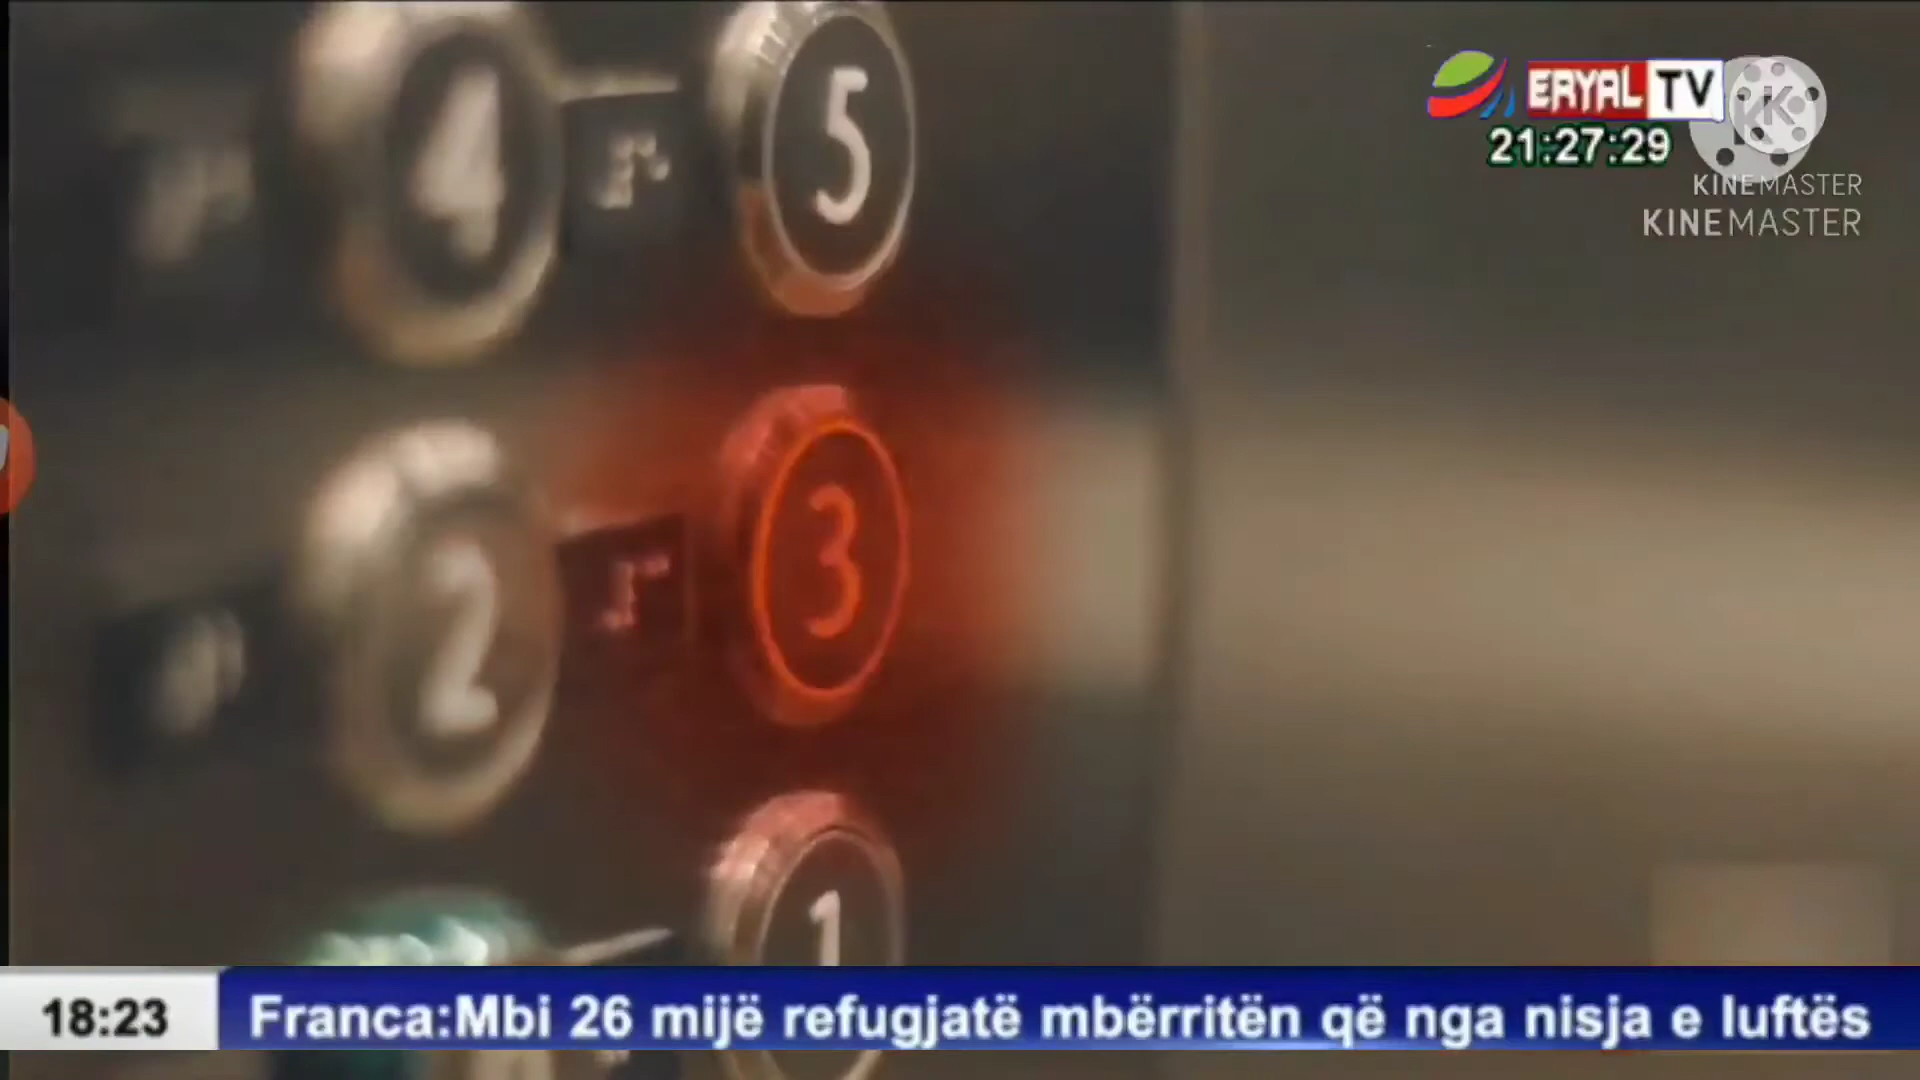 4
5
ERYAL TV
21:27:29
KINEMASTER
KINEMASTER
2
3
1
18:23
Franca:Mbi 26 mijë refugjatë mbërritën që nga nisja e luftës